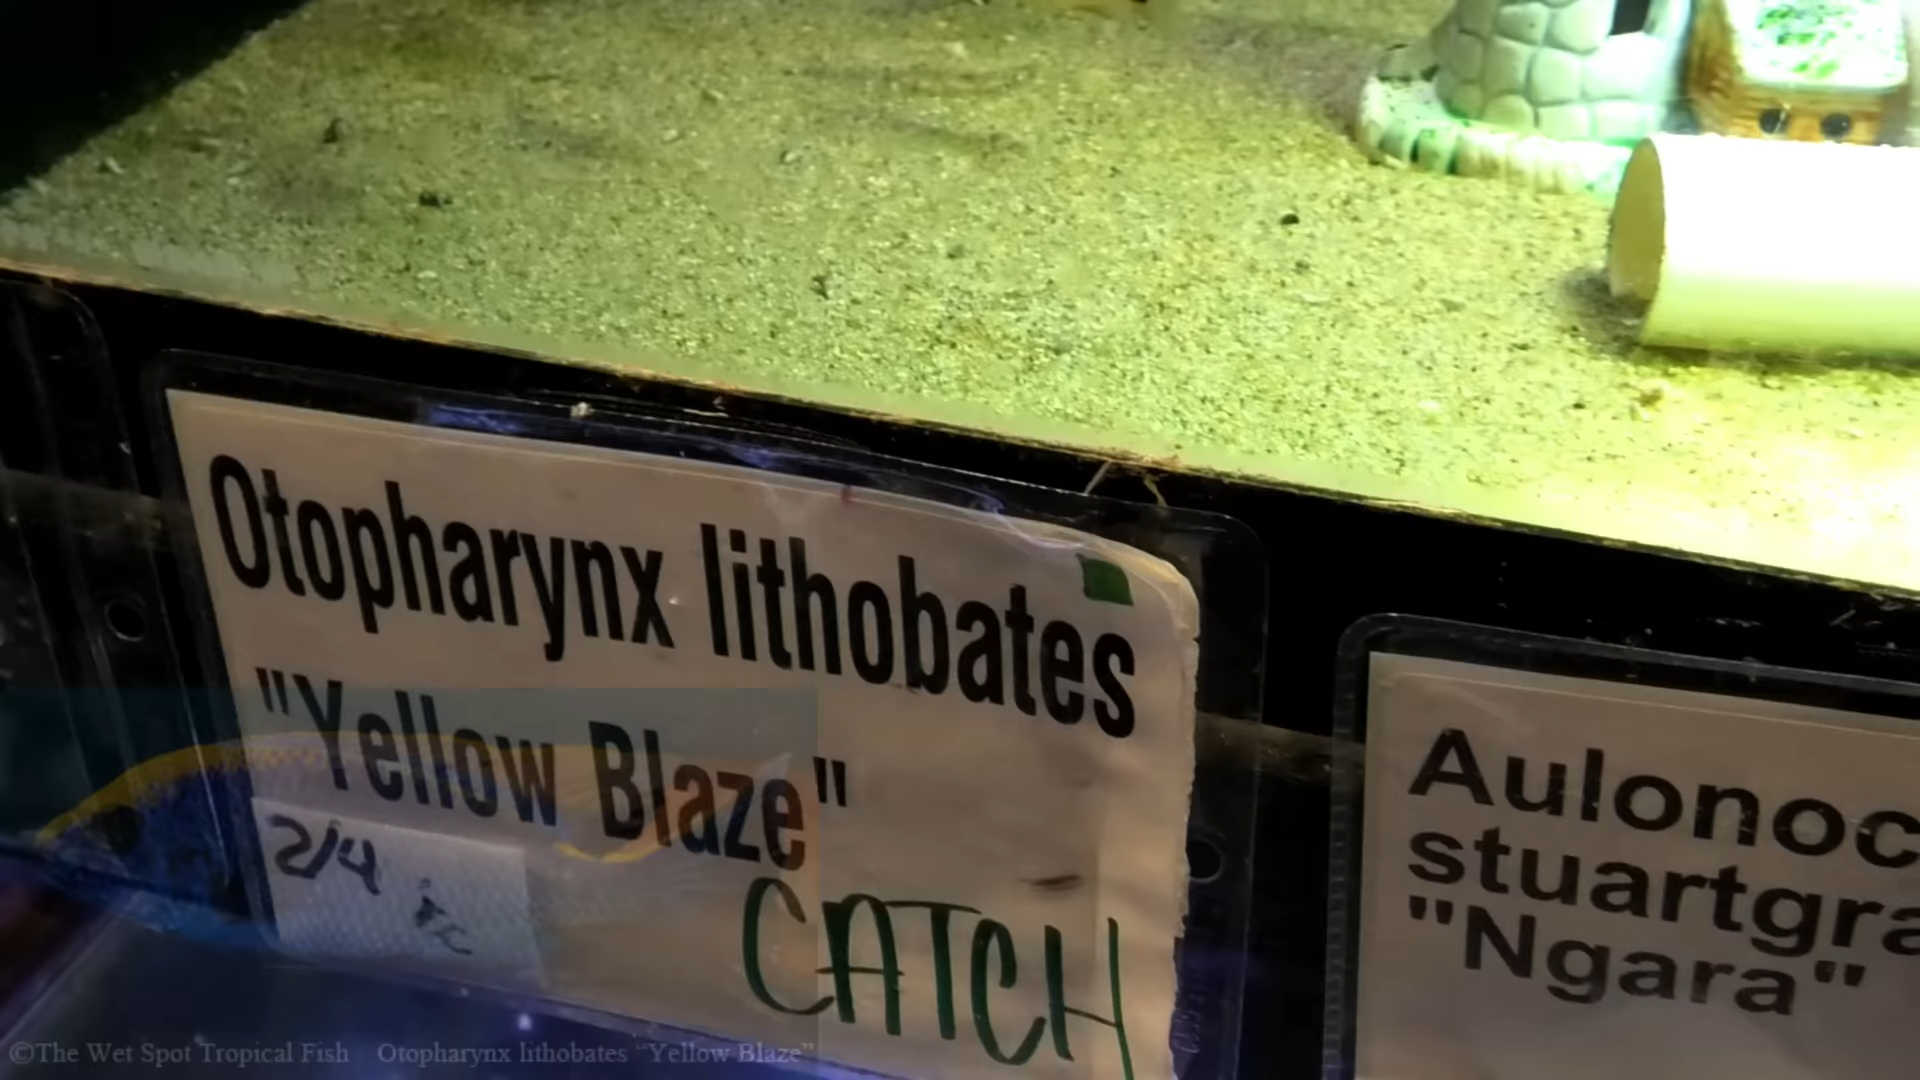 Otopharynx lithobates
"Yellow Blaze"
2/4
CATCH
Aulonoc
stuartgra
"Ngara"
©The Wet Spot Tropical Fish Otopharynx lithobates “Yellow Blaze”